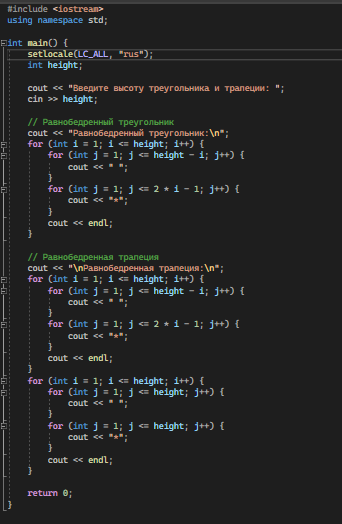 #include <iostream>
using namespace std;
int main() {
setlocale(LC_ALL, "rus");
int height;
cout << "Введите высоту треугольника и трапеции: ";
cin >> height;
// Равнобедренный треугольник
cout << "Равнобедренный треугольник:\n";
for (int i = 1; i <= height; i++) {
for (int j = 1; j <= height - i; j++) {
cout << " ";
}
for (int j = 1; j <= 2 * i - 1; j++) {
cout << "*";
}
cout << endl;
}
// Равнобедренная трапеция
cout << "\nРавнобедренная трапеция:\n";
for (int i = 1; i <= height; i++) {
for (int j = 1; j <= height - i; j++) {
cout << " ";
}
for (int j = 1; j <= 2 * i - 1; j++) {
cout << "*";
}
cout << endl;
}
for (int i = 1; i <= height; i++) {
for (int j = 1; j <= height; j++) {
cout << " ";
}
for (int j = 1; j <= height; j++) {
cout << "*";
}
cout << endl;
}
return 0;
}